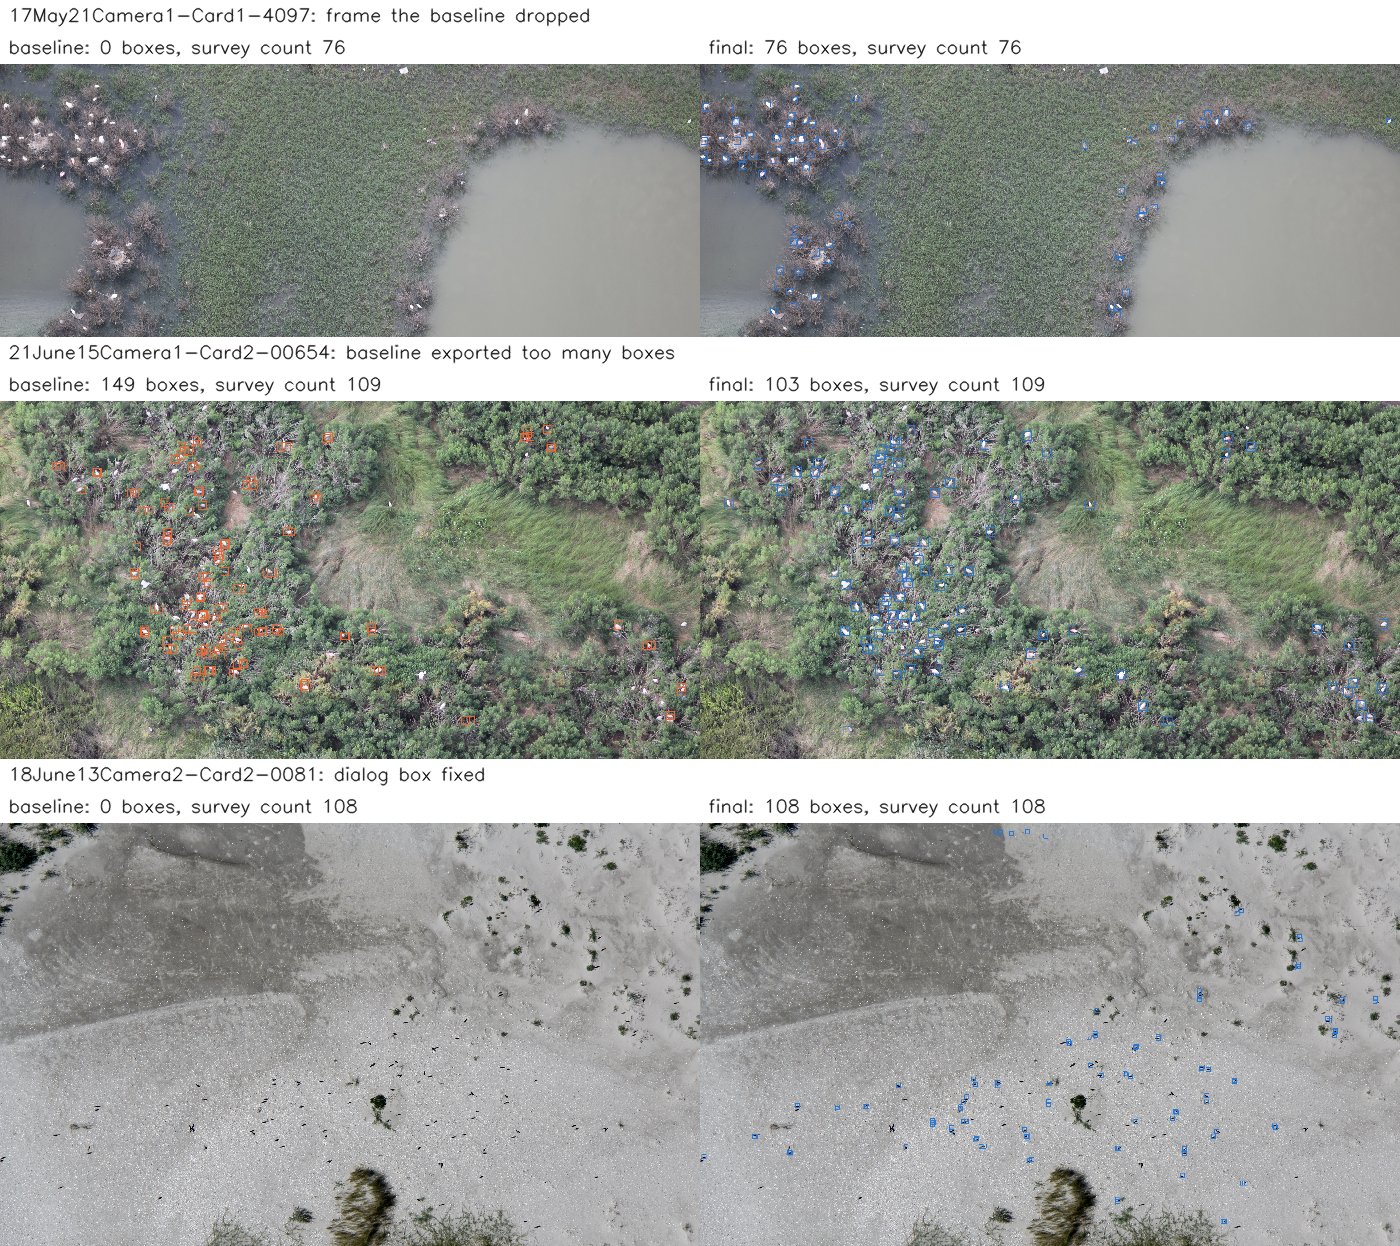 17May21Camera1-Card1-4097: frame the baseline dropped
baseline: 0 boxes, survey count 76
final: 76 boxes, survey count 76
21June15Camera1-Card2-00654: baseline exported too many boxes
baseline: 149 boxes, survey count 109
final: 103 boxes, survey count 109
18June13Camera2-Card2-0081: dialog box fixed
baseline: 0 boxes, survey count 108
final: 108 boxes, survey count 108